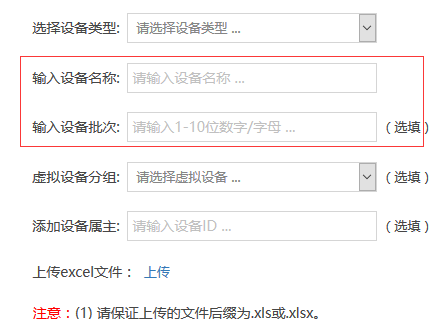 选择设备类型: 请选择设备类型 ...
输入设备名称: 请输入设备名称 ...
输入设备批次: 请输入1-10位数字/字母 ... （选填）
虚拟设备分组: 请选择虚拟设备 ... （选填）
添加设备属主: 请输入设备ID ... （选填）
上传excel文件： 上传
注意：(1) 请保证上传的文件后缀为.xls或.xlsx。